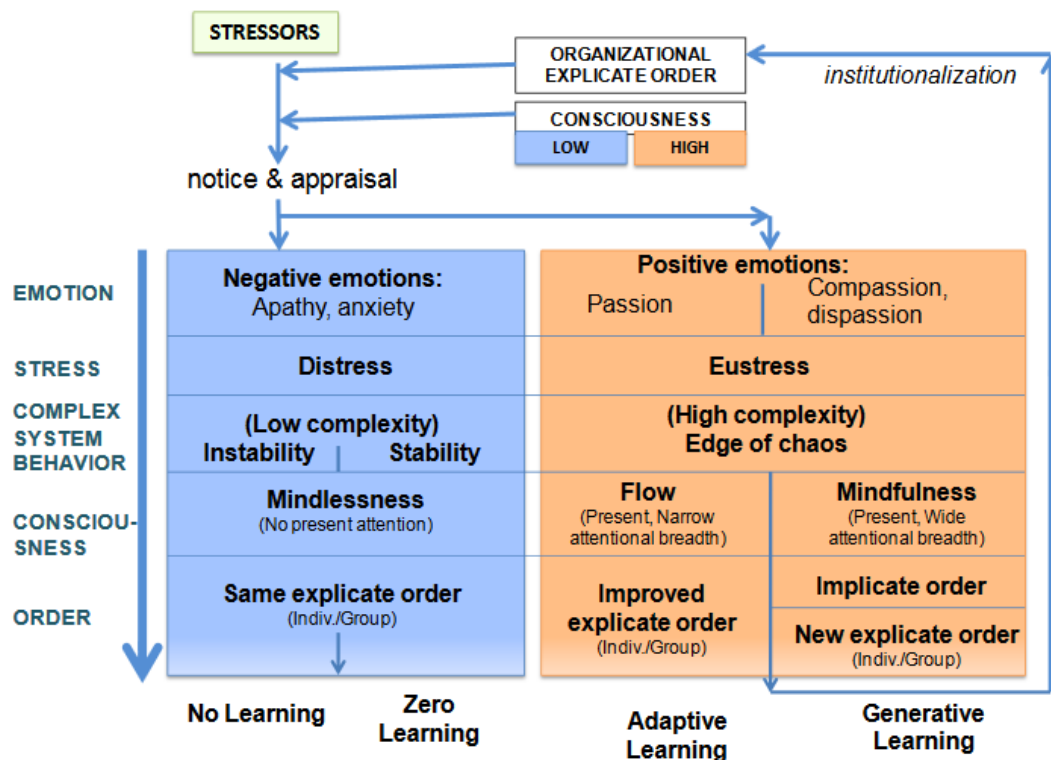 STRESSORS
ORGANIZATIONAL
EXPLICATE ORDER
institutionalization
CONSCIOUSNESS
LOW
HIGH
notice & appraisal
EMOTION
Negative emotions:
Apathy, anxiety
Positive emotions:
Passion
Compassion,
dispassion
STRESS
Distress
Eustress
COMPLEX
SYSTEM
BEHAVIOR
(Low complexity)
Instability
Stability
(High complexity)
Edge of chaos
CONSCIOU-
SNESS
Mindlessness
(No present attention)
Flow
(Present, Narrow
attentional breadth)
Mindfulness
(Present, Wide
attentional breadth)
ORDER
Same explicate order
(Indiv./Group)
Improved
explicate order
(Indiv./Group)
Implicate order
New explicate order
(Indiv./Group)
No Learning
Zero
Learning
Adaptive
Learning
Generative
Learning